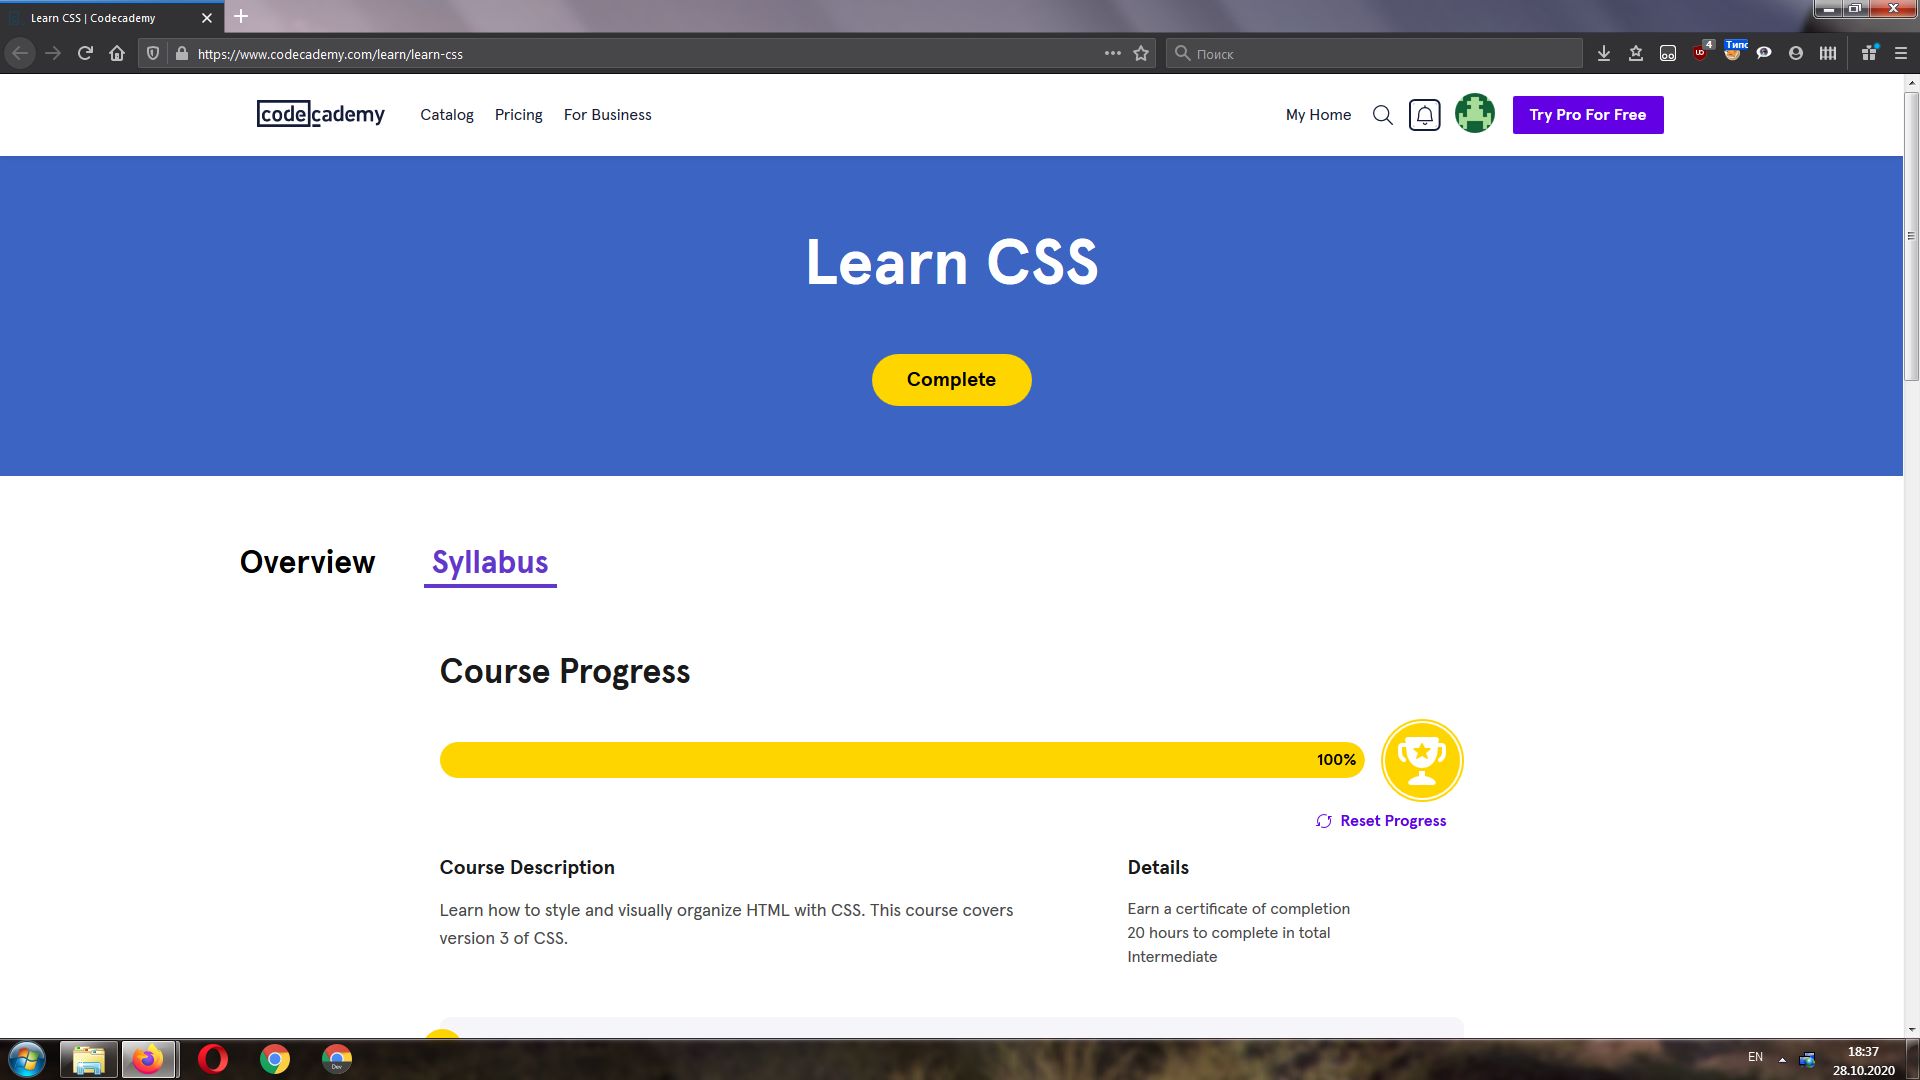 Learn CSS | Codecademy
https://www.codecademy.com/learn/learn-css
Поиск
4
codecademy
Catalog
Pricing
For Business
My Home
Try Pro For Free
Learn CSS
Complete
Overview
Syllabus
Course Progress
100%
Reset Progress
Course Description
Learn how to style and visually organize HTML with CSS. This course covers
version 3 of CSS.
Details
Earn a certificate of completion
20 hours to complete in total
Intermediate
Dev
EN
18:37
28.10.2020